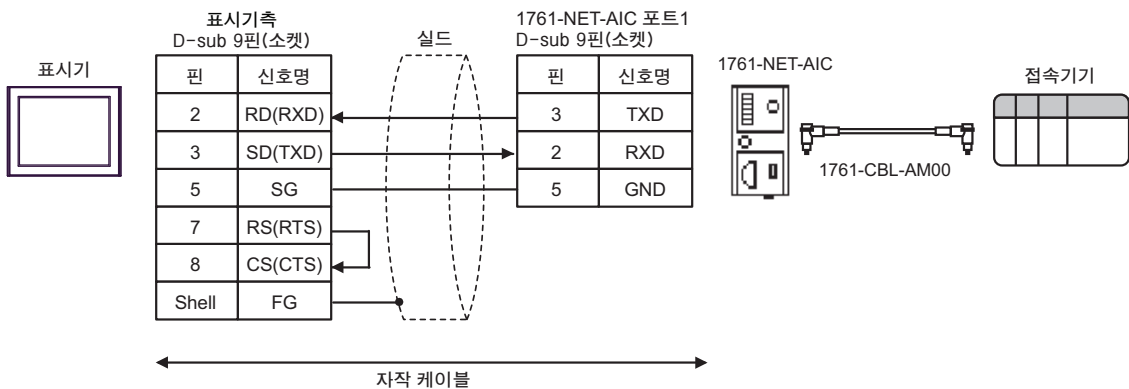 표시기측
D-sub 9핀(소켓)
실드
1761-NET-AIC 포트1
D-sub 9핀(소켓)
표시기
1761-NET-AIC
접속기기
핀 신호명 핀 신호명
2 RD(RXD) 3 TXD
3 SD(TXD) 2 RXD
5 SG 5 GND
7 RS(RTS)
8 CS(CTS)
Shell FG
1761-CBL-AM00
자작 케이블